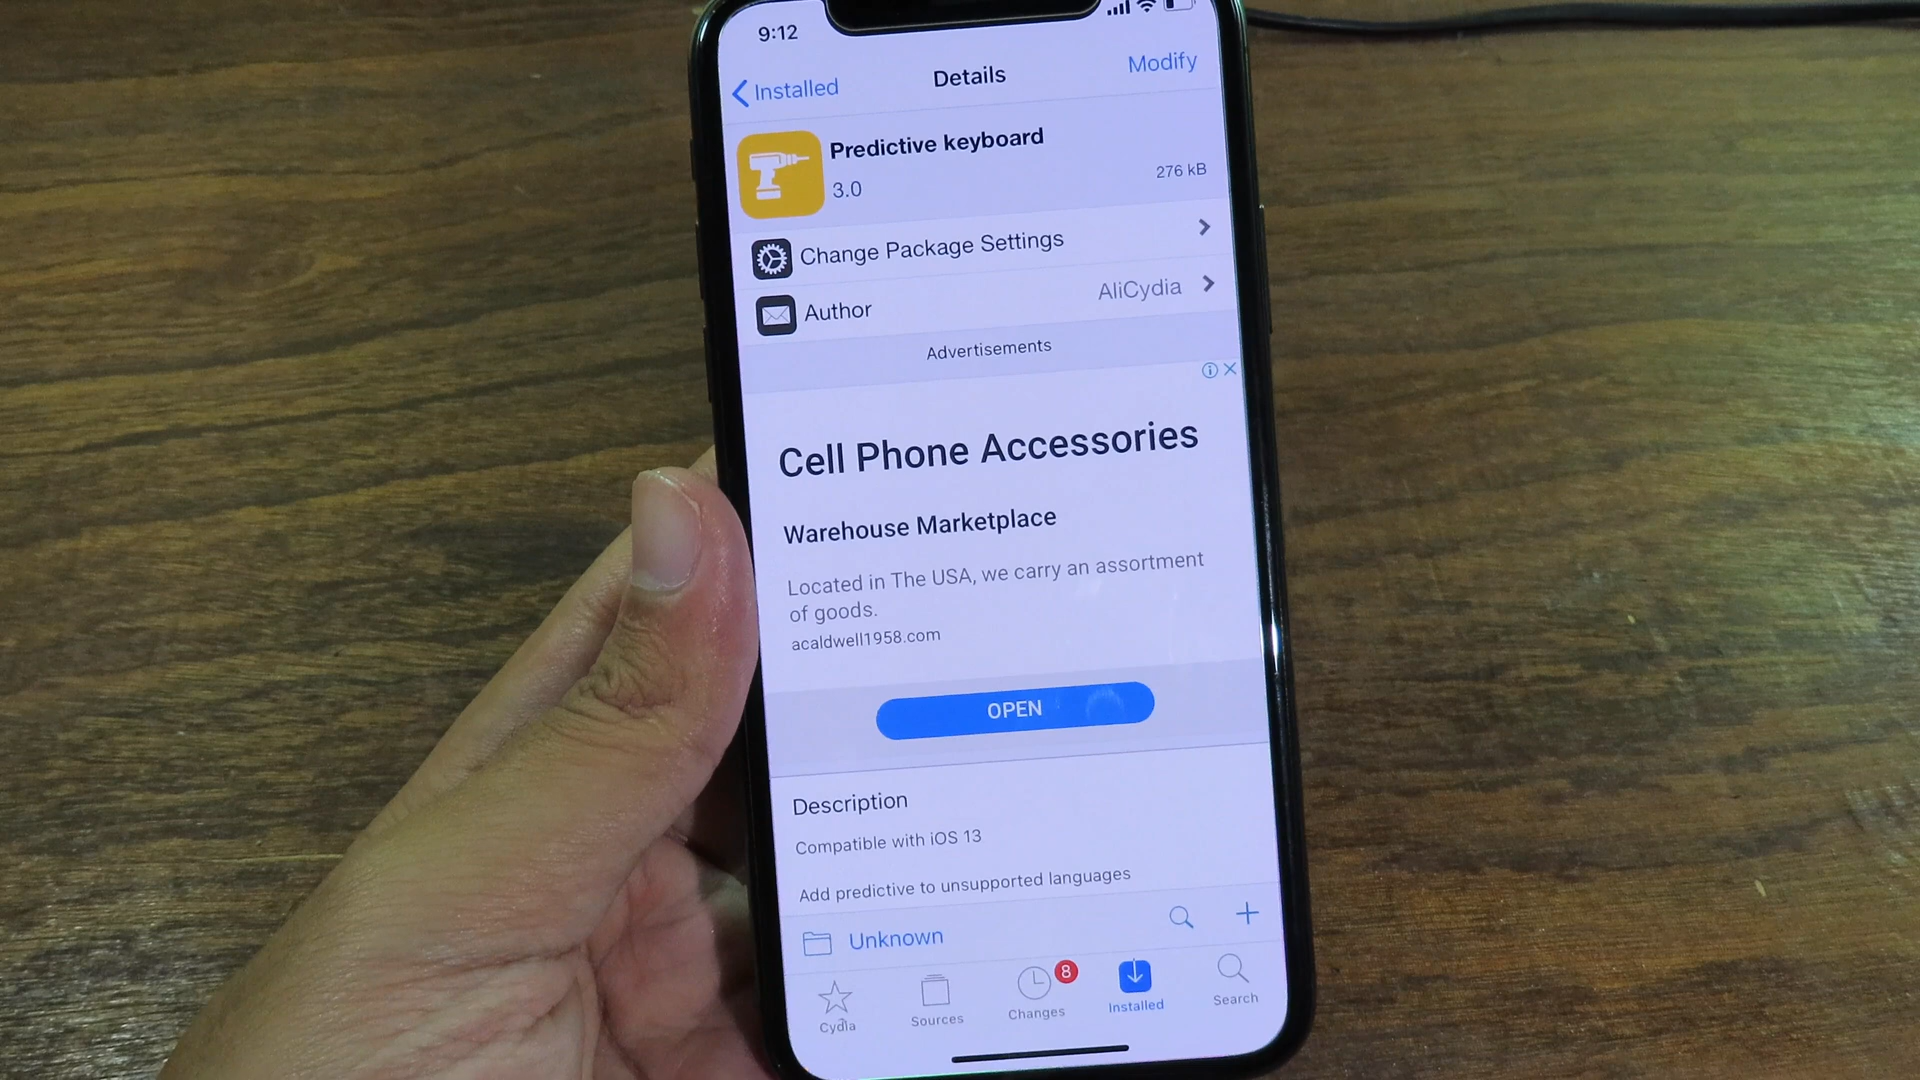 9:12
Installed
Details
Modify
Predictive keyboard
3.0
276 kB
Change Package Settings
Author
AliCydia
Advertisements
Cell Phone Accessories
Warehouse Marketplace
Located in The USA, we carry an assortment
of goods.
acaldwell1958.com
OPEN
Description
Compatible with iOS 13
Add predictive to unsupported languages
Unknown
8
Cydia
Sources
Changes
Installed
Search